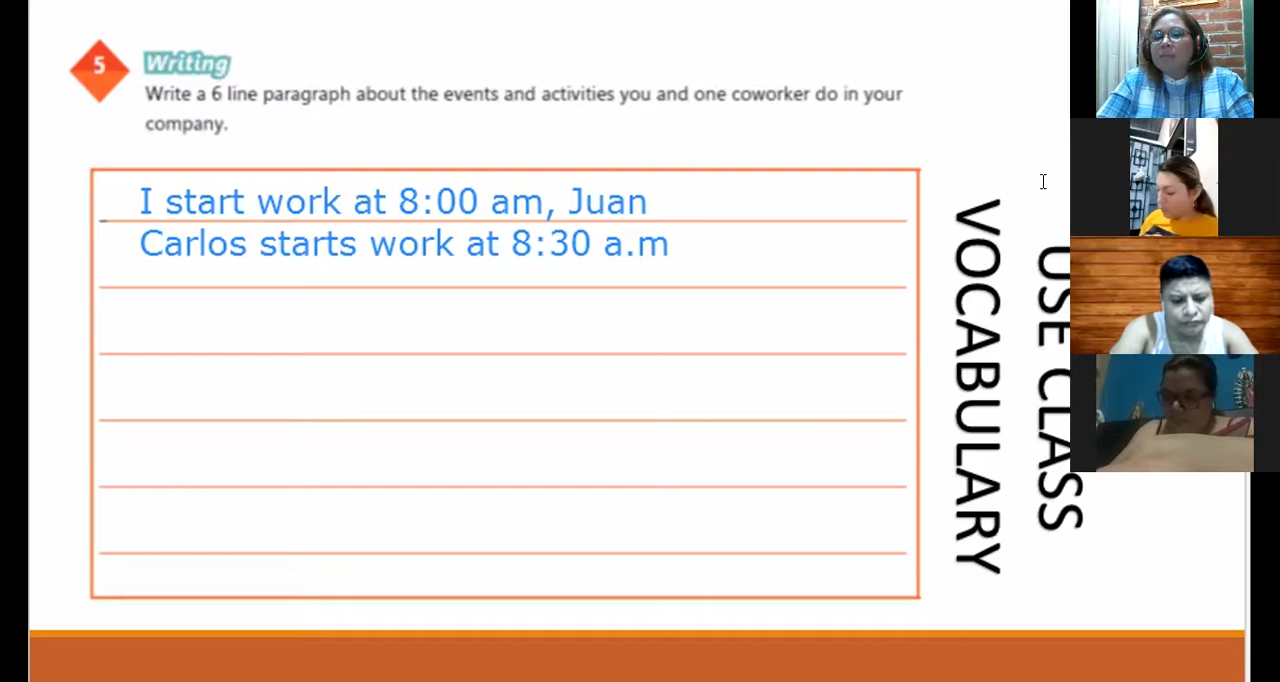 5
Writing
Write a 6 line paragraph about the events and activities you and one coworker do in your
company.
I start work at 8:00 am, Juan
Carlos starts work at 8:30 a.m
USE CLASS
VOCABULARY